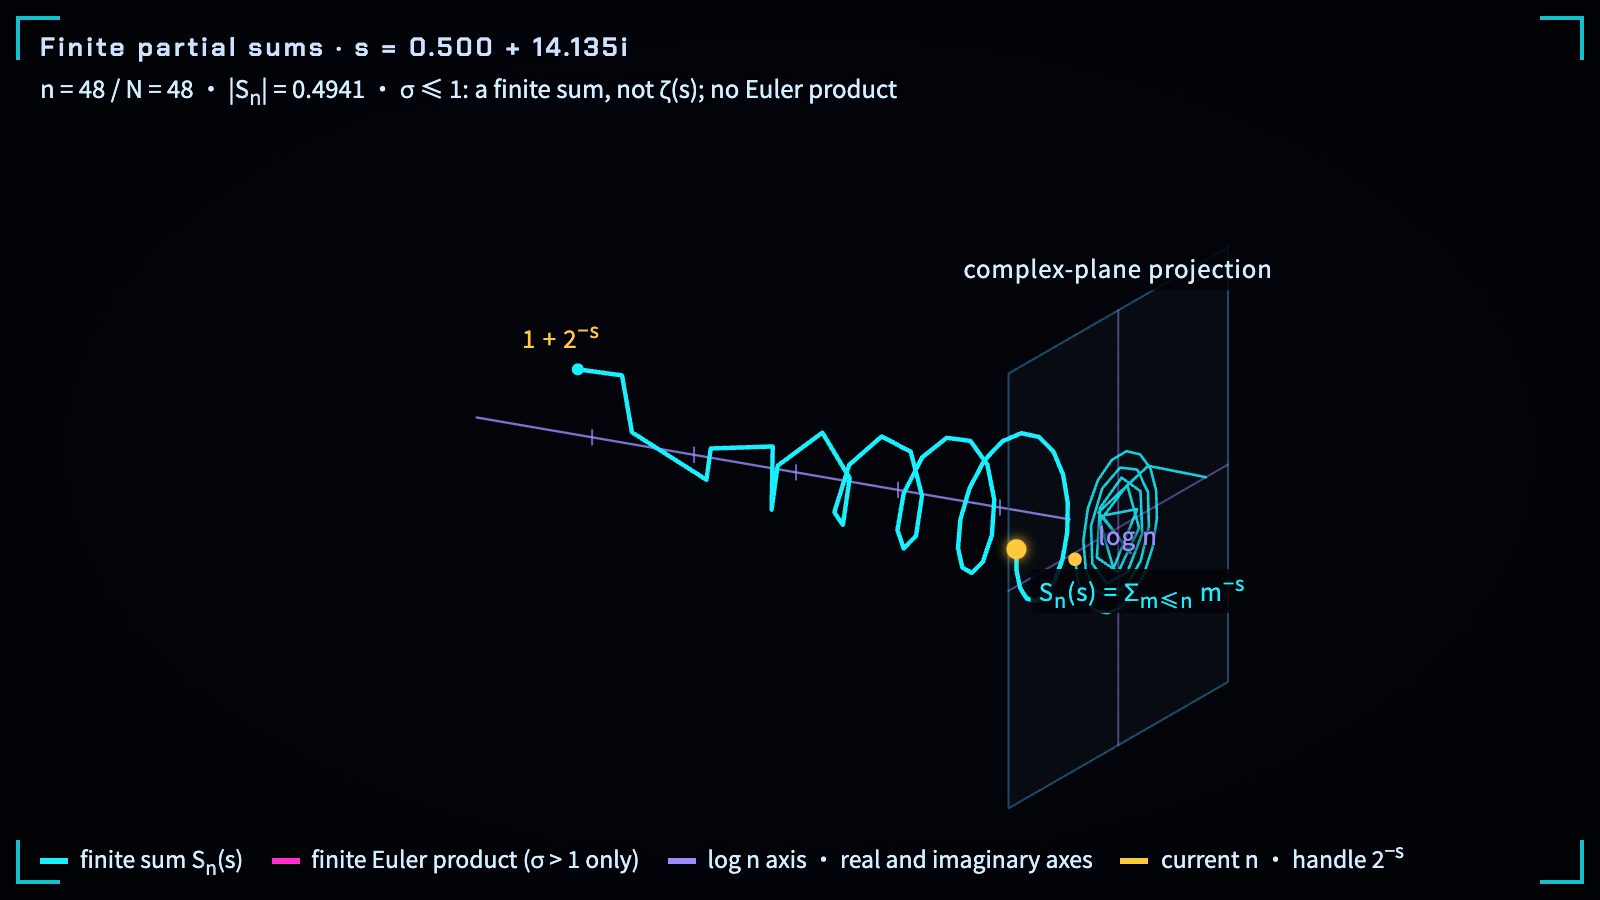 Finite partial sums · s = 0.500 + 14.135i
n = 48 / N = 48 • |Sₙ| = 0.4941 • σ ⩽ 1: a finite sum, not ζ(s); no Euler product
complex-plane projection
1 + 2⁻ˢ
log n
Sₙ(s) = Σₘ⩽ₙ m⁻ˢ
finite sum Sₙ(s) finite Euler product (σ > 1 only) log n axis • real and imaginary axes current n • handle 2⁻ˢ